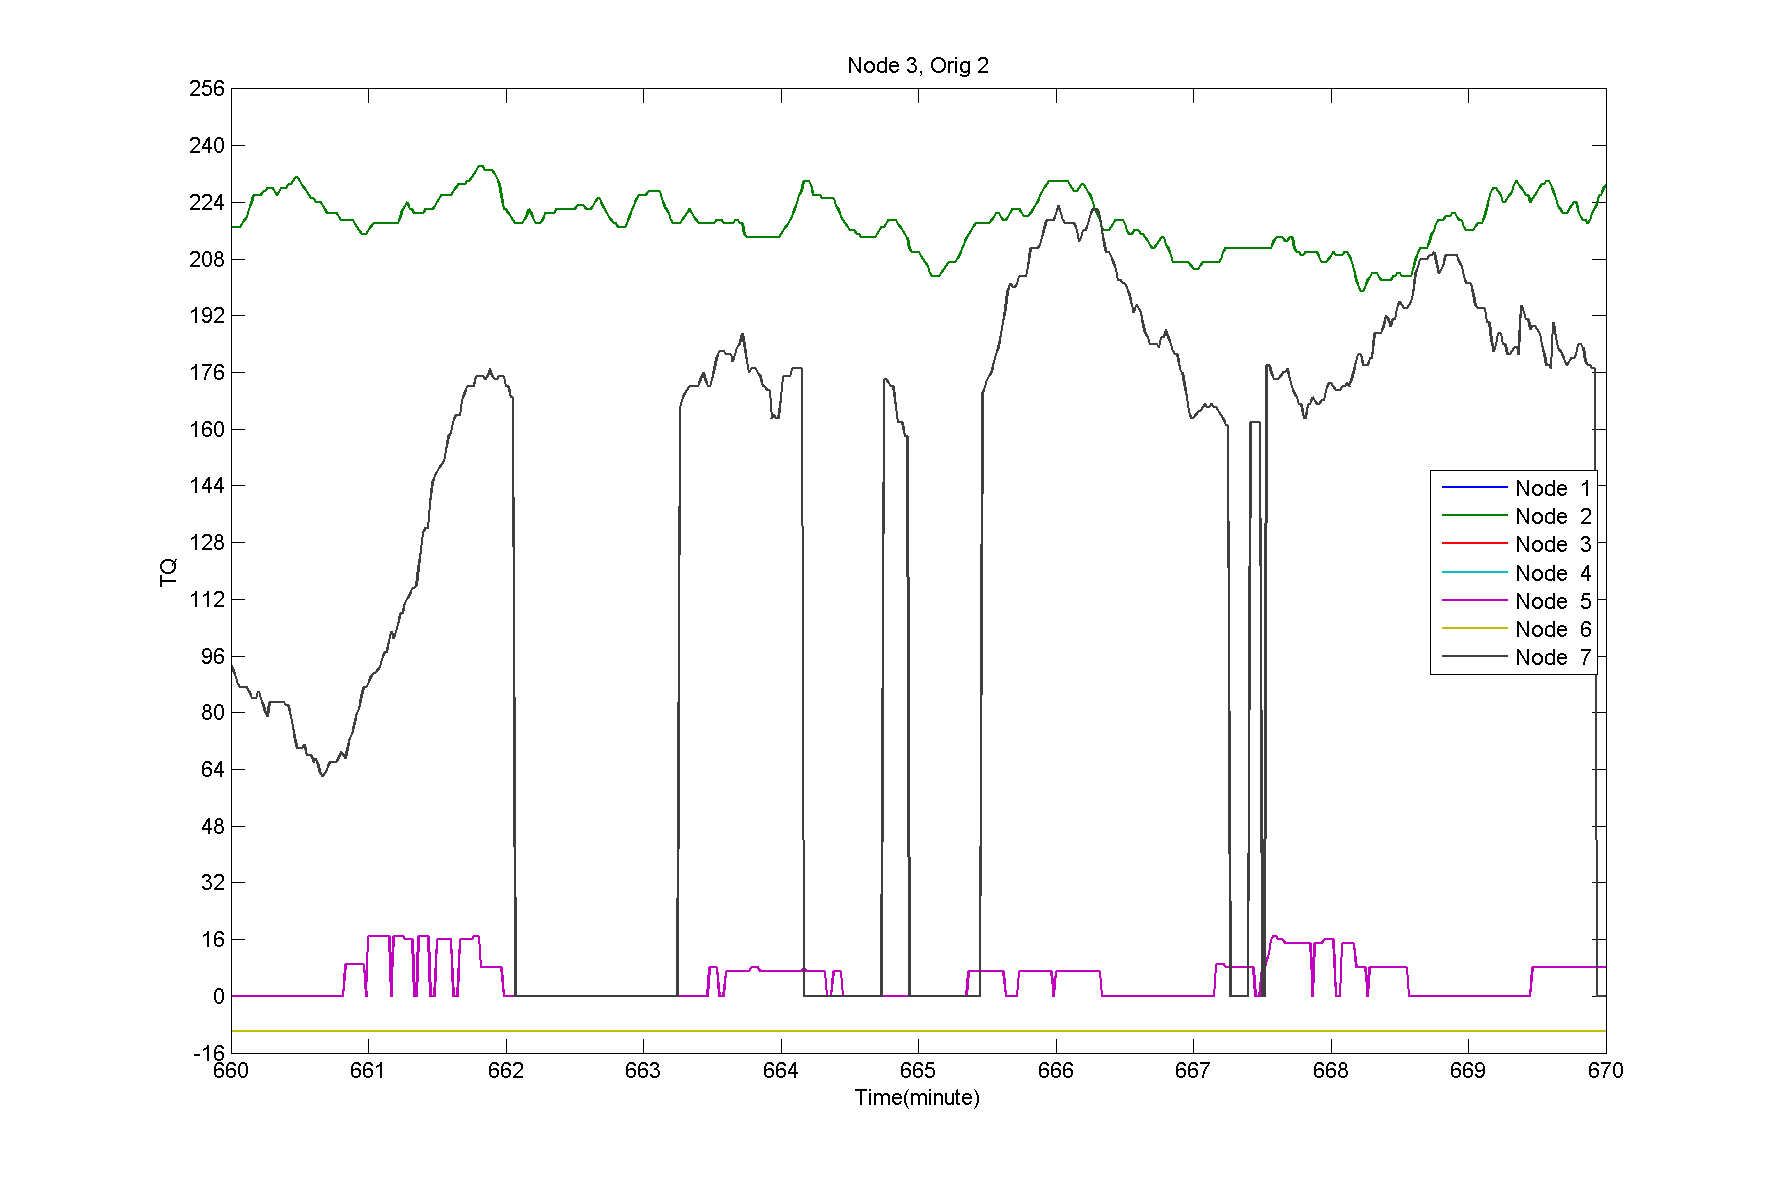 Node 3, Orig 2
256
240
224
208
192
176
160
144
128
112
96
80
64
48
32
16
0
-16
TQ
660 661 662 663 664 665 666 667 668 669 670
Time(minute)
Node 1
Node 2
Node 3
Node 4
Node 5
Node 6
Node 7